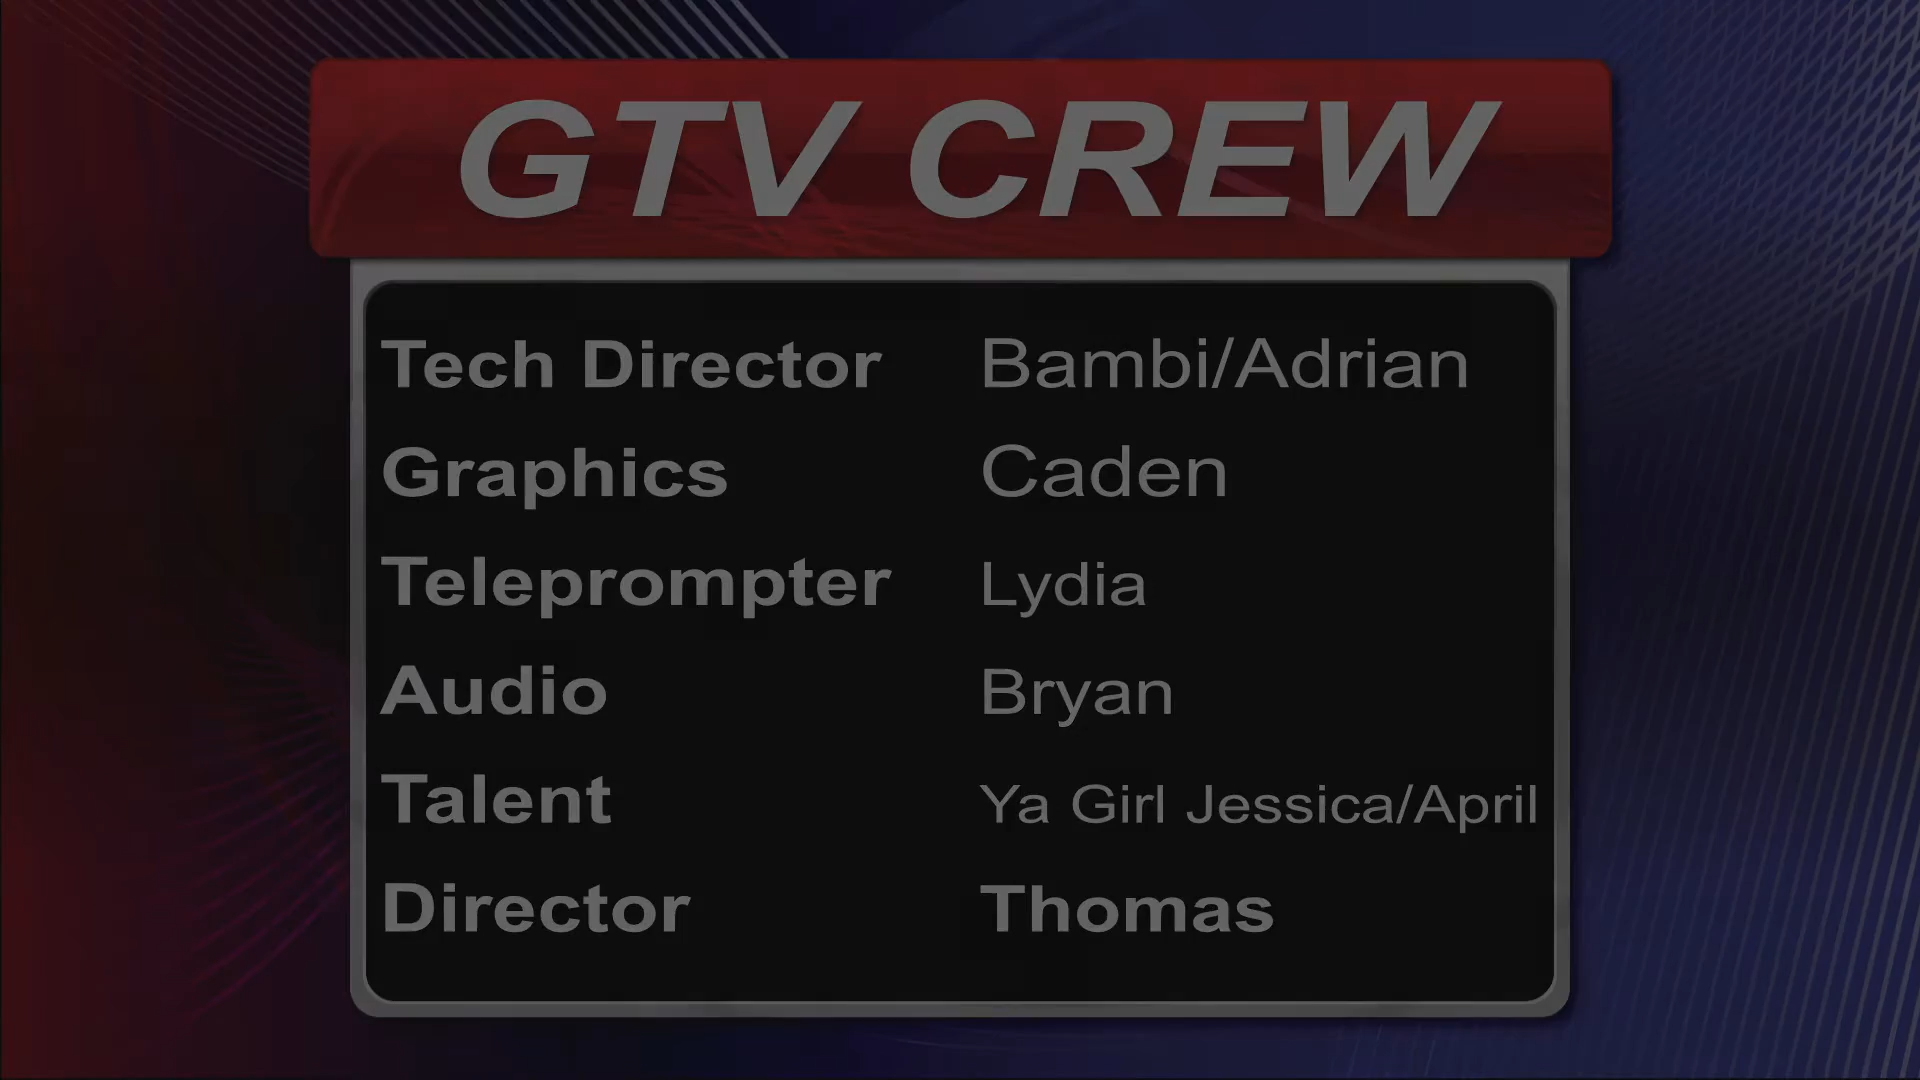 GTV CREW
Tech Director Bambi/Adrian
Graphics Caden
Teleprompter Lydia
Audio Bryan
Talent Ya Girl Jessica/April
Director Thomas